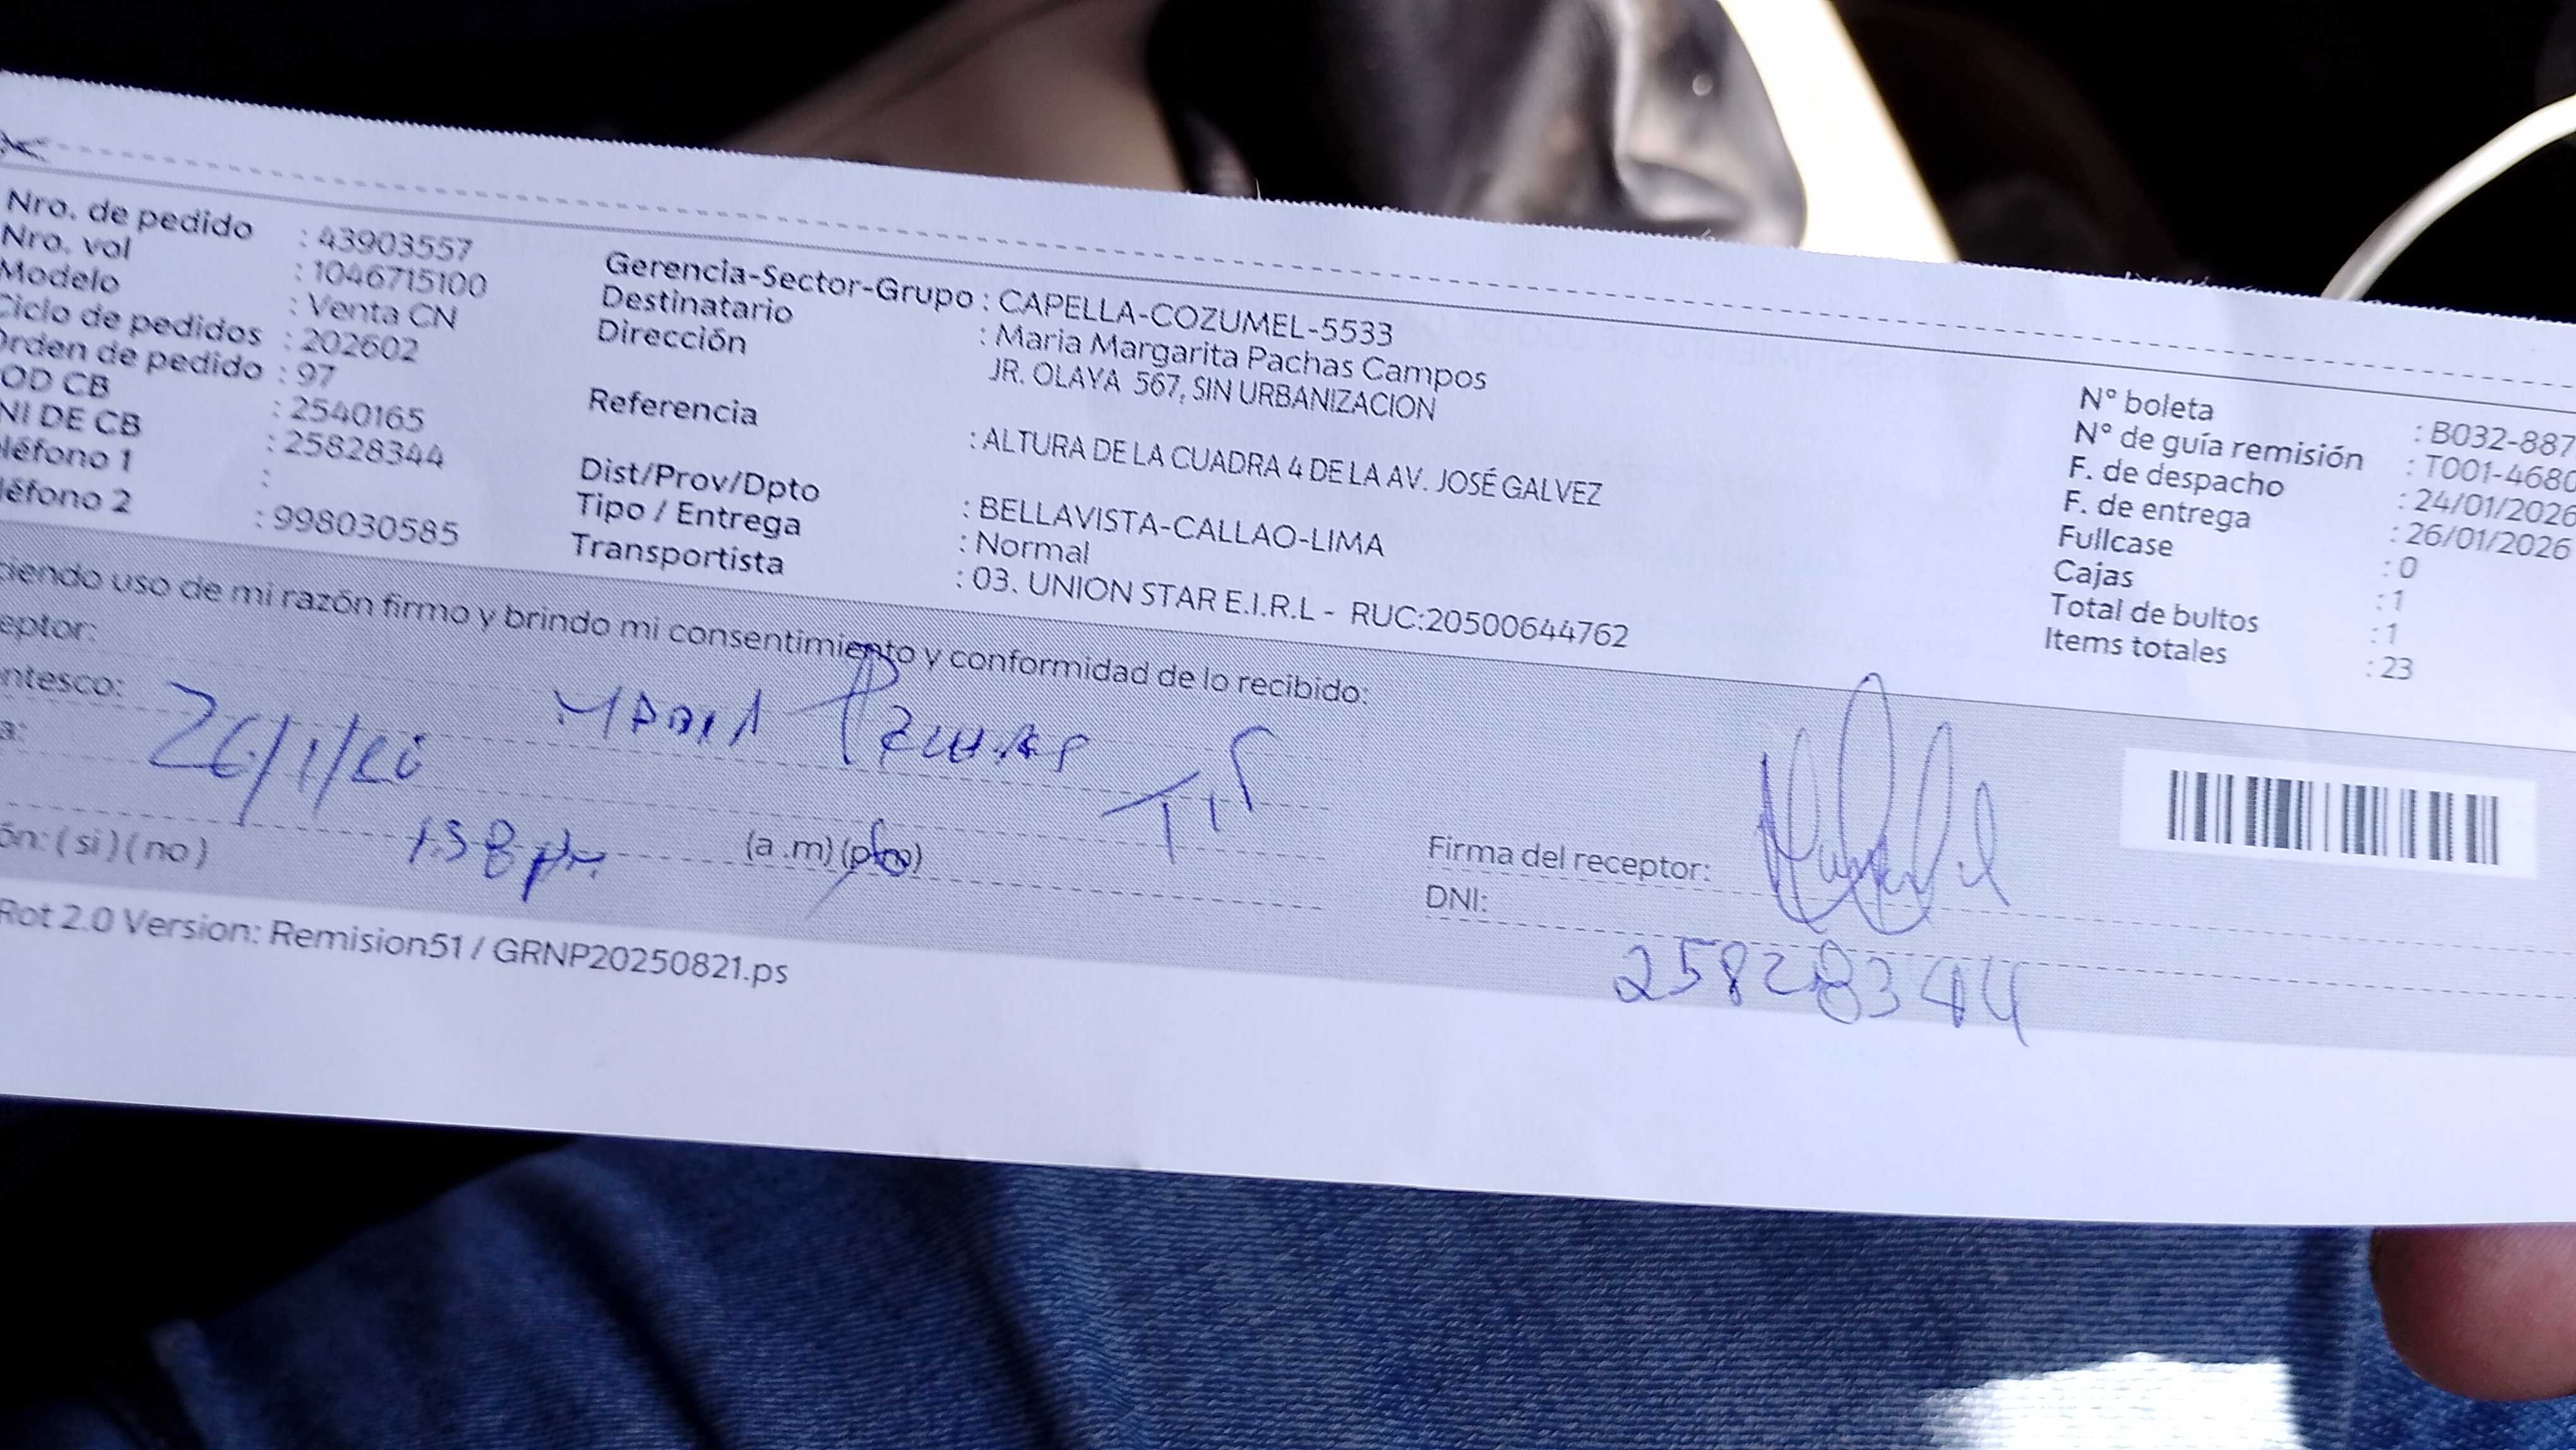 Nro. de pedido : 43903557
Nro. vol : 1046715100
Modelo : Venta CN
Ciclo de pedidos : 202602
Orden de pedido : 97
OD CB : 2540165
NI DE CB : 25828344
léfono 1 :
léfono 2 : 998030585
Gerencia-Sector-Grupo : CAPELLA-COZUMEL-5533
Destinatario : Maria Margarita Pachas Campos
Dirección JR. OLAYA 567, SIN URBANIZACION
Referencia : ALTURA DE LA CUADRA 4 DE LA AV. JOSÉ GALVEZ
Dist/Prov/Dpto : BELLAVISTA-CALLAO-LIMA
Tipo / Entrega : Normal
Transportista : 03. UNION STAR E.I.R.L - RUC:20500644762
N° boleta : B032-887
N° de guía remisión : T001-4680
F. de despacho : 24/01/2026
F. de entrega : 26/01/2026
Fullcase : 0
Cajas : 1
Total de bultos : 1
Items totales : 23
ciendo uso de mi razón firmo y brindo mi consentimiento y conformidad de lo recibido:
eptor:
ntesco: MARIA PACHAS
a: 26/1/26
TIT
1:38 pm (a .m) (p.m)
ón: ( si ) ( no )
Firma del receptor:
DNI: 25828344
Rot 2.0 Version: Remision51 / GRNP20250821.ps